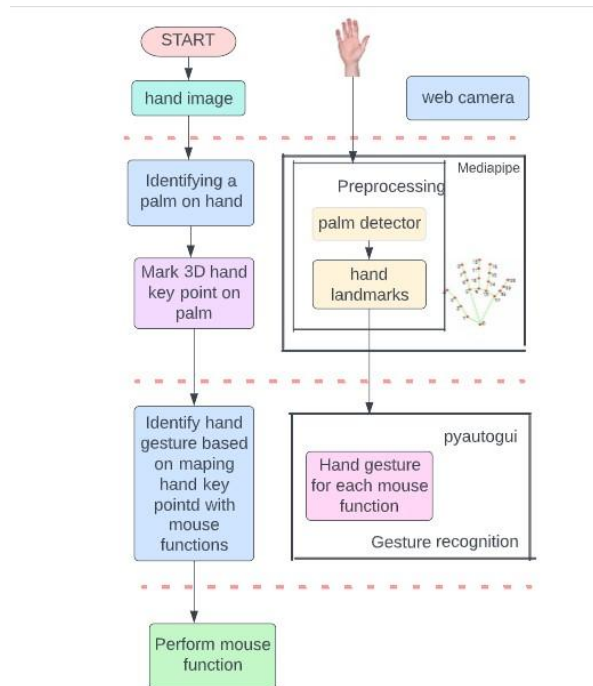 START
hand image
web camera
Identifying a
palm on hand
Mediapipe
Preprocessing
palm detector
hand
landmarks
Mark 3D hand
key point on
palm
Identify hand
gesture based
on maping
hand key
pointd with
mouse
functions
pyautogui
Hand gesture
for each mouse
function
Gesture recognition
Perform mouse
function